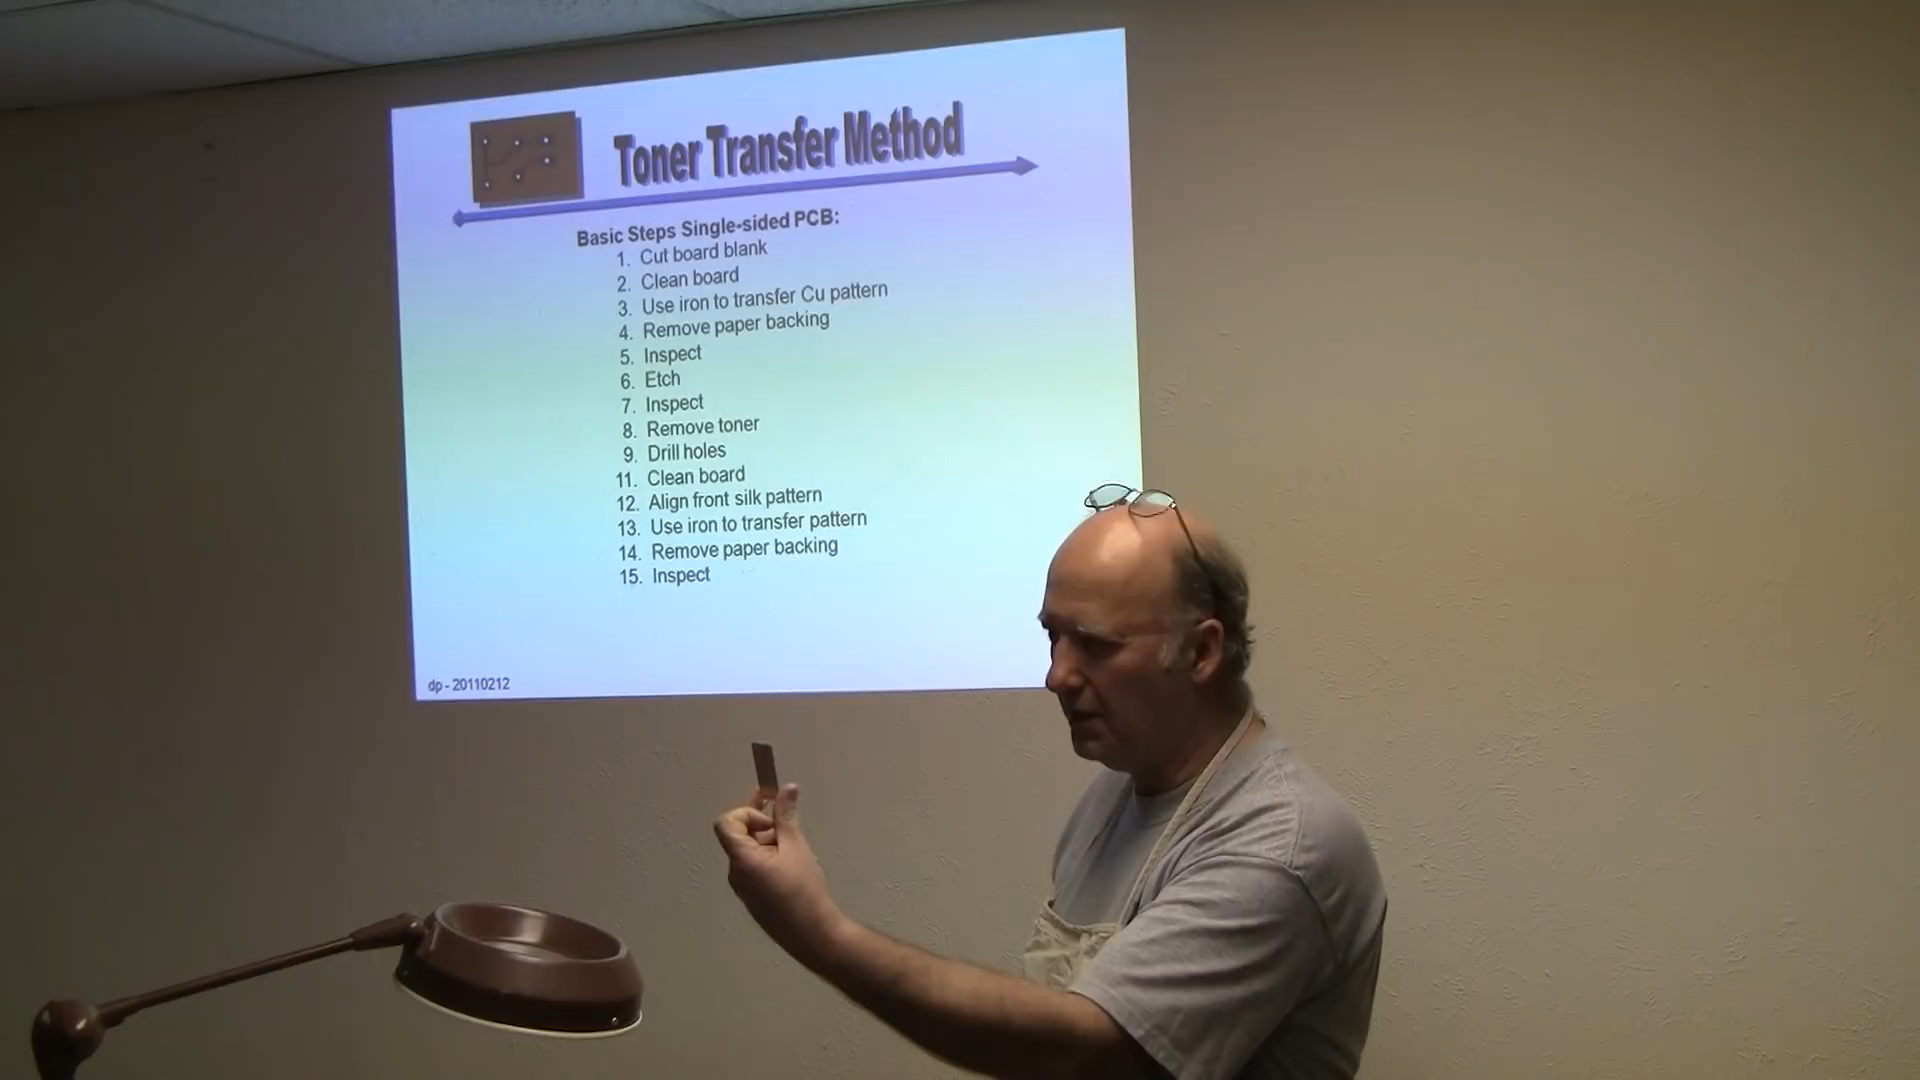 Toner Transfer Method
Basic Steps Single-sided PCB:
1. Cut board blank
2. Clean board
3. Use iron to transfer Cu pattern
4. Remove paper backing
5. Inspect
6. Etch
7. Inspect
8. Remove toner
9. Drill holes
11. Clean board
12. Align front silk pattern
13. Use iron to transfer pattern
14. Remove paper backing
15. Inspect
dp - 20110212